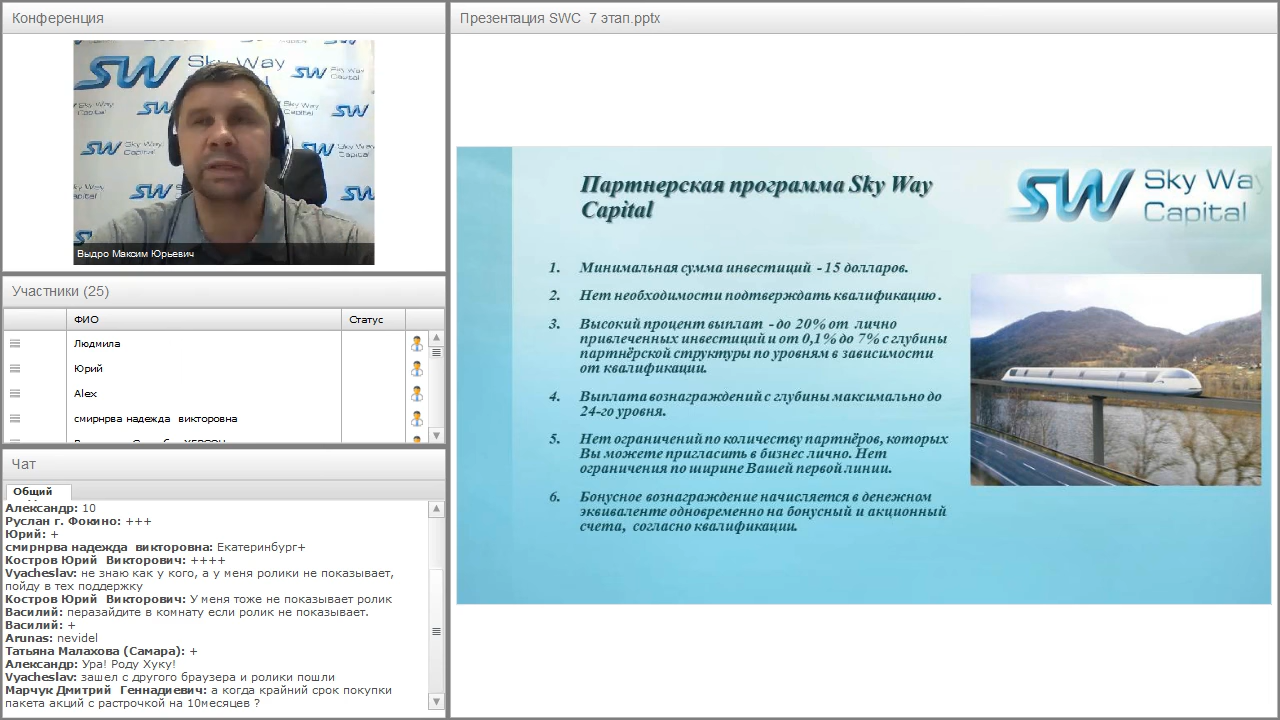 Конференция
SW Sky Way Capital
Выдро Максим Юрьевич
Участники (25)
ФИО
Статус
Людмила
Юрий
Alex
смирнрва надежда викторовна
Чат
Общий
Александр: 10
Руслан г. Фокино: +++
Юрий: +
смирнрва надежда викторовна: Екатеринбург+
Костров Юрий Викторович: ++++
Vyacheslav: не знаю как у кого, а у меня ролики не показывает,
пойду в тех поддержку
Костров Юрий Викторович: У меня тоже не показывает ролик
Василий: перазайдите в комнату если ролик не показывает.
Василий: +
Arunas: nevidel
Татьяна Малахова (Самара): +
Александр: Ура! Роду Хуку!
Vyacheslav: зашел с другого браузера и ролики пошли
Марчук Дмитрий Геннадиевич: а когда крайний срок покупки
пакета акций с растрочкой на 10месяцев ?
Презентация SWC 7 этап.pptx
Партнерская программа Sky Way
Capital
SW Sky Way
Capital
1. Минимальная сумма инвестиций - 15 долларов.
2. Нет необходимости подтверждать квалификацию .
3. Высокий процент выплат - до 20% от лично
привлеченных инвестиций и от 0,1% до 7% с глубины
партнёрской структуры по уровням в зависимости
от квалификации.
4. Выплата вознаграждений с глубины максимально до
24-го уровня.
5. Нет ограничений по количеству партнёров, которых
Вы можете пригласить в бизнес лично. Нет
ограничения по ширине Вашей первой линии.
6. Бонусное вознаграждение начисляется в денежном
эквиваленте одновременно на бонусный и акционный
счета, согласно квалификации.